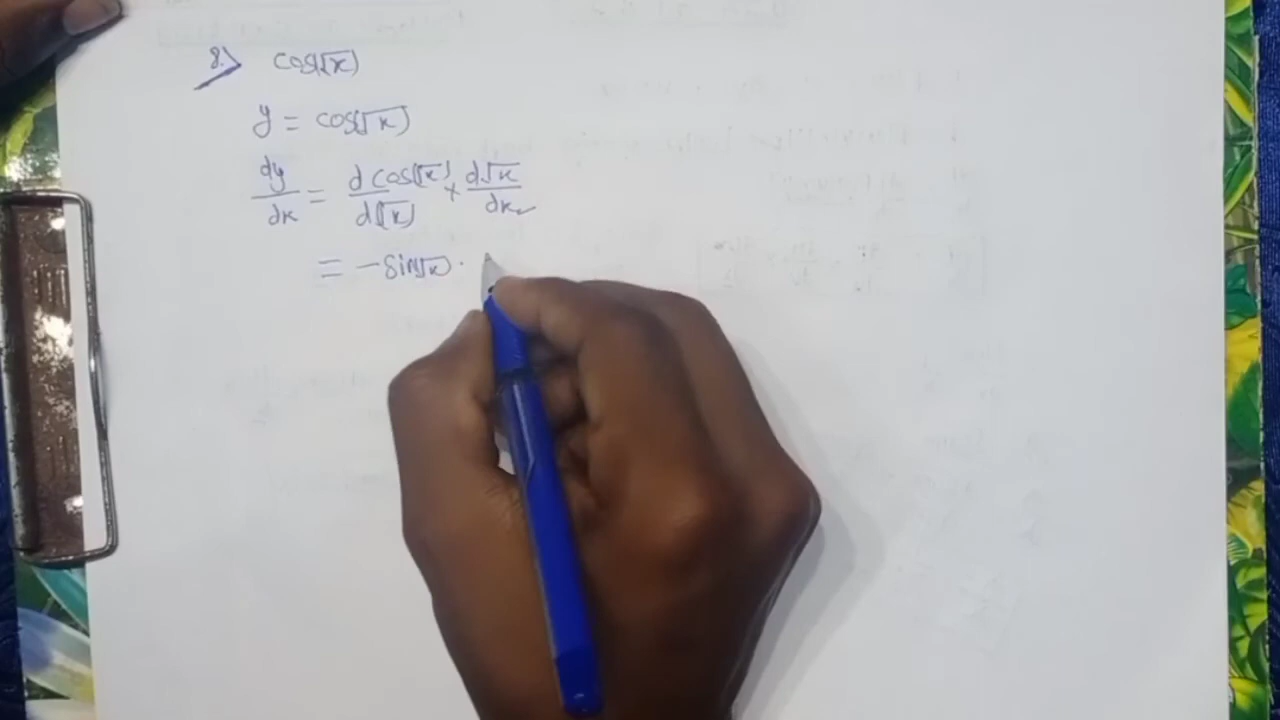 8.> cos(√x)
y = cos(√x)
dy/dx = d cos(√x)/d(√x) × d√x/dx
= -sin√x ·